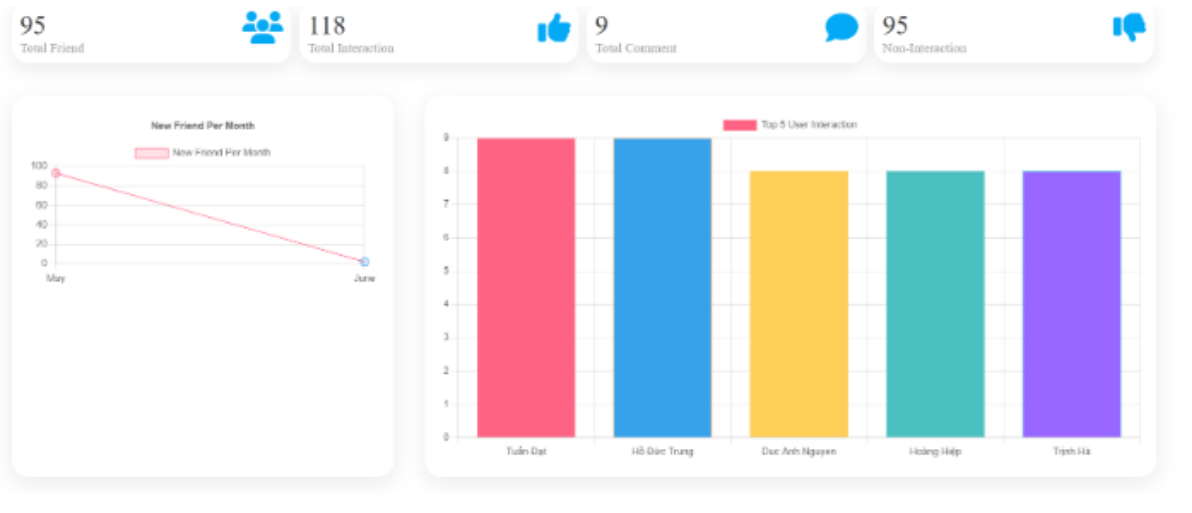 95
Total Friend
118
Total Interaction
9
Total Comment
95
Non-Interaction
New Friend Per Month
New Friend Per Month
100
80
60
40
20
0
May June
Top 5 User Interaction
9
8
7
6
5
4
3
2
1
0
Tuấn Đạt Hồ Đức Trung Duc Anh Nguyen Hoàng Hiệp Trịnh Hà